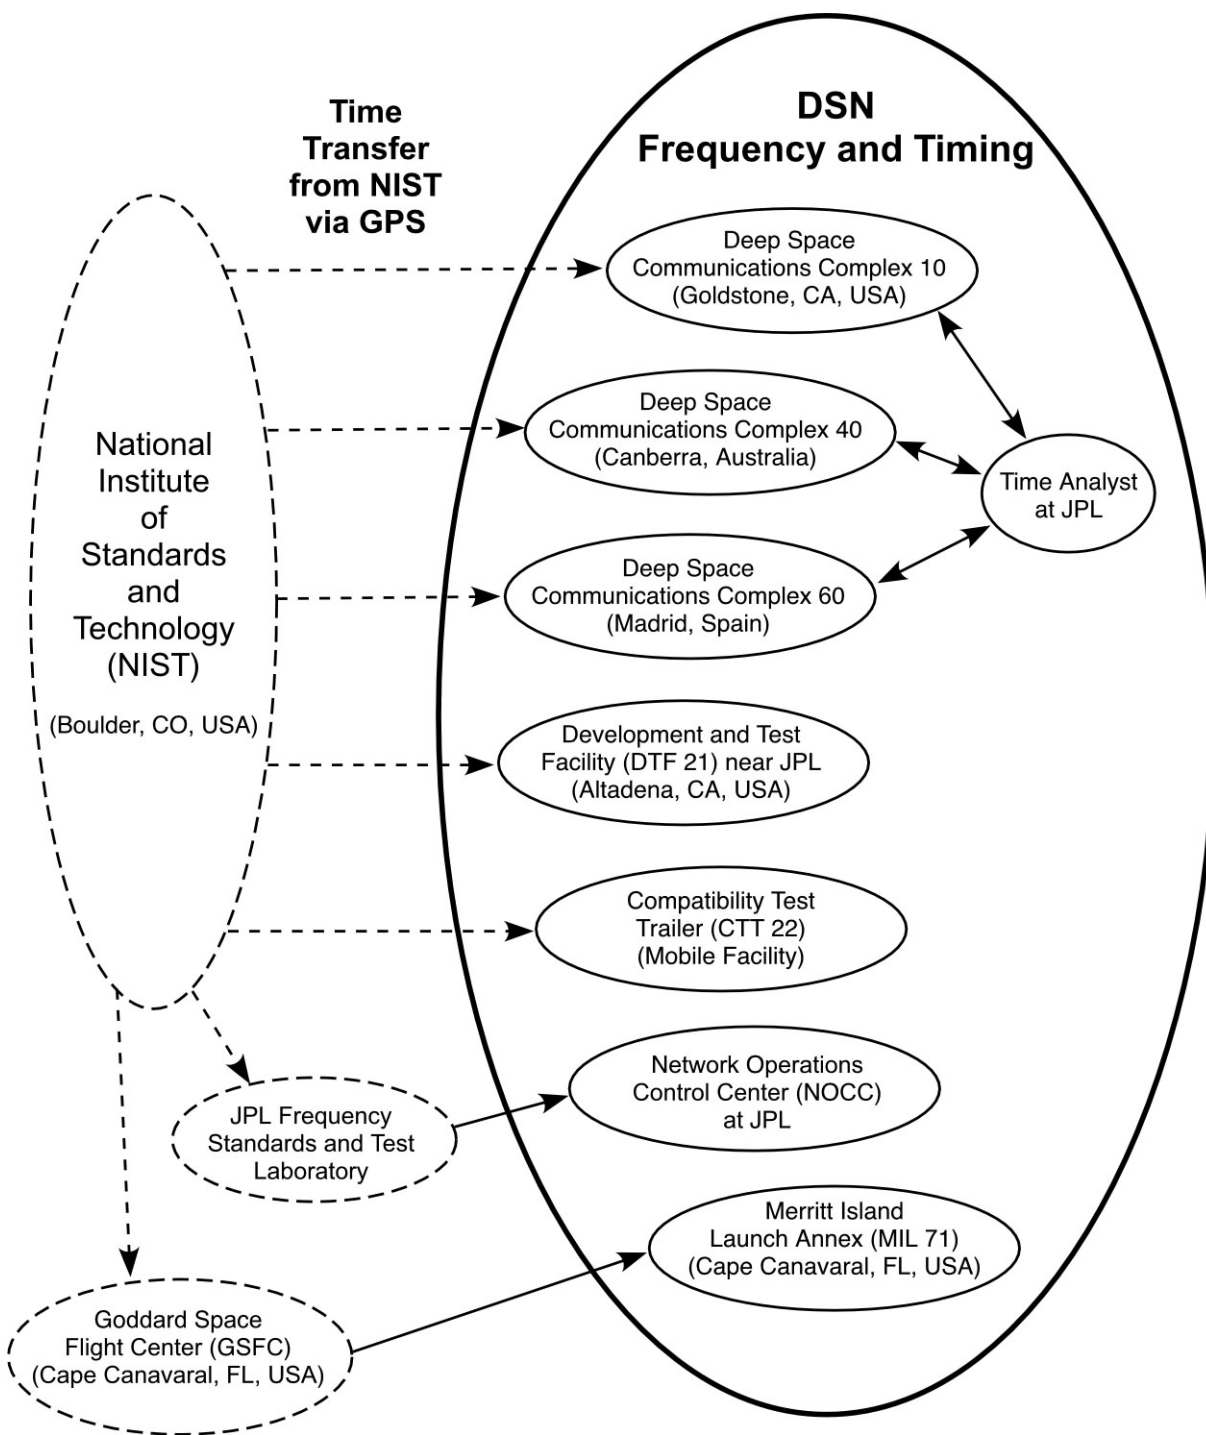 Time
Transfer
from NIST
via GPS
DSN
Frequency and Timing
National
Institute
of
Standards
and
Technology
(NIST)
(Boulder, CO, USA)
Deep Space
Communications Complex 10
(Goldstone, CA, USA)
Deep Space
Communications Complex 40
(Canberra, Australia)
Time Analyst
at JPL
Deep Space
Communications Complex 60
(Madrid, Spain)
Development and Test
Facility (DTF 21) near JPL
(Altadena, CA, USA)
Compatibility Test
Trailer (CTT 22)
(Mobile Facility)
JPL Frequency
Standards and Test
Laboratory
Network Operations
Control Center (NOCC)
at JPL
Goddard Space
Flight Center (GSFC)
(Cape Canavaral, FL, USA)
Merritt Island
Launch Annex (MIL 71)
(Cape Canavaral, FL, USA)